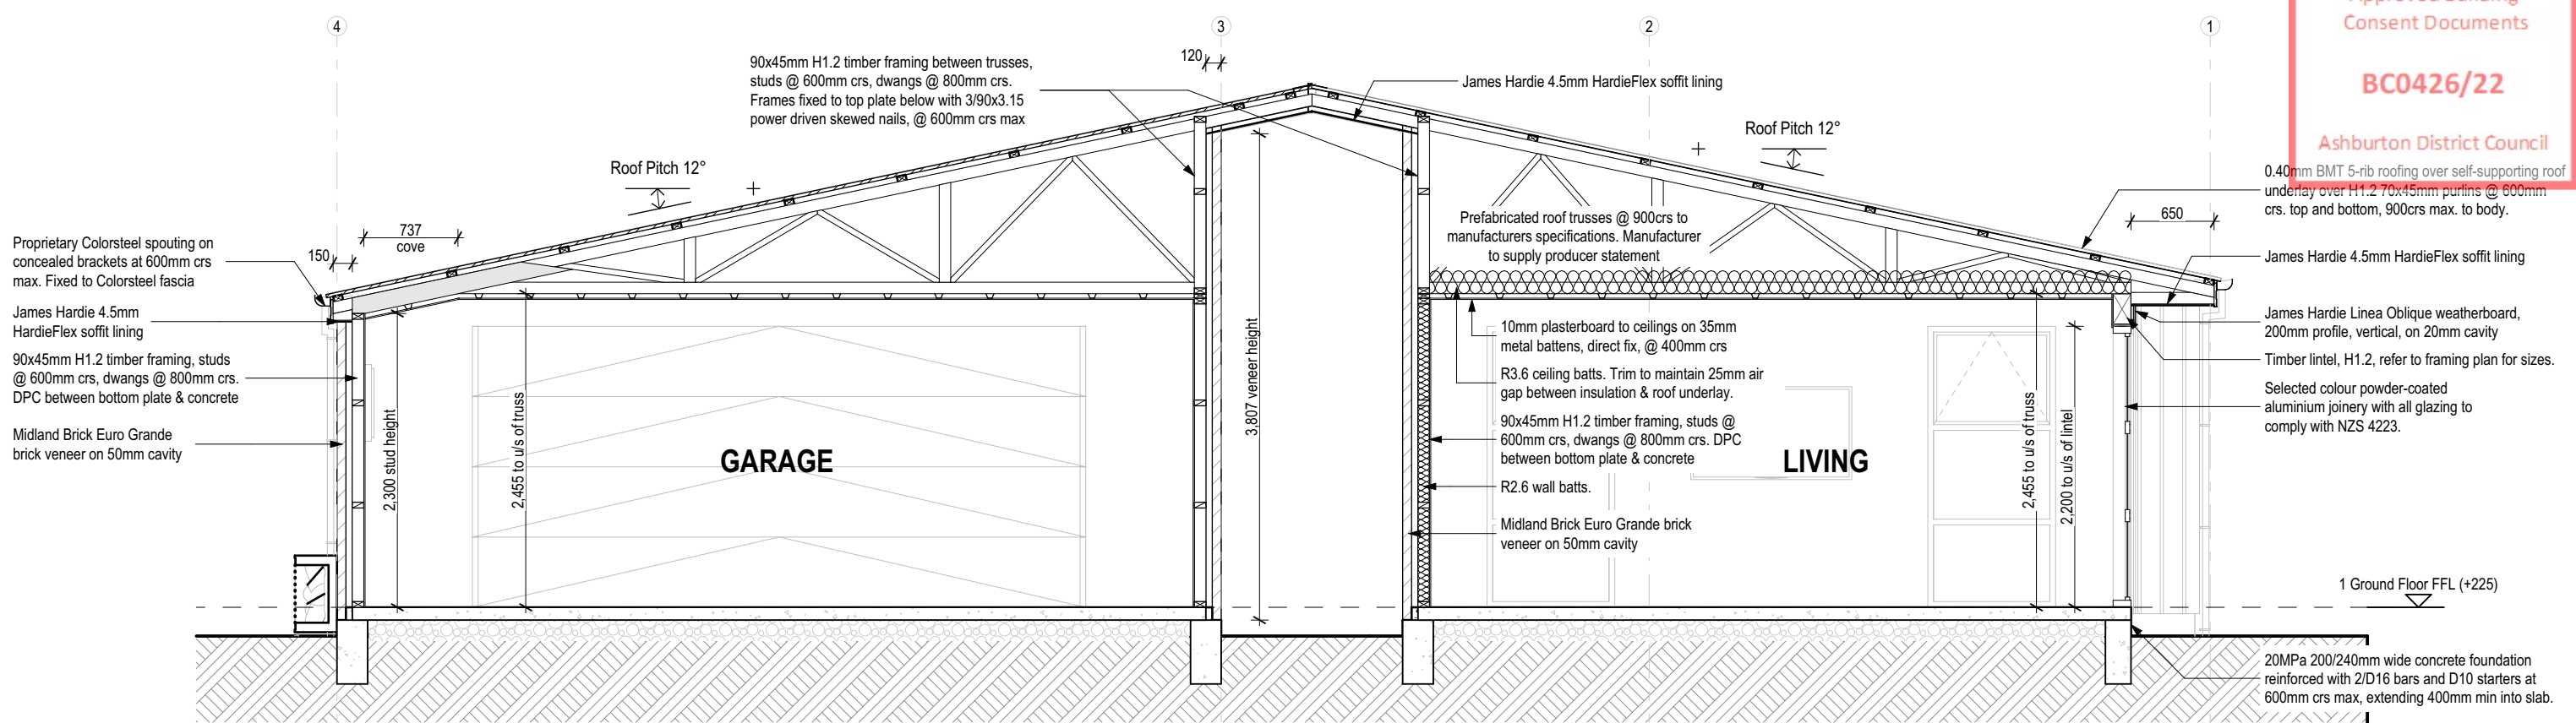 4
3
2
1
Approved Building
Consent Documents
BC0426/22
Ashburton District Council
90x45mm H1.2 timber framing between trusses,
studs @ 600mm crs, dwangs @ 800mm crs.
Frames fixed to top plate below with 3/90x3.15
power driven skewed nails, @ 600mm crs max
120
James Hardie 4.5mm HardieFlex soffit lining
Roof Pitch 12°
Roof Pitch 12°
0.40mm BMT 5-rib roofing over self-supporting roof
underlay over H1.2 70x45mm purlins @ 600mm
crs. top and bottom, 900crs max. to body.
650
737
cove
150
Proprietary Colorsteel spouting on
concealed brackets at 600mm crs
max. Fixed to Colorsteel fascia
James Hardie 4.5mm
HardieFlex soffit lining
90x45mm H1.2 timber framing, studs
@ 600mm crs, dwangs @ 800mm crs.
DPC between bottom plate & concrete
Midland Brick Euro Grande
brick veneer on 50mm cavity
Prefabricated roof trusses @ 900crs to
manufacturers specifications. Manufacturer
to supply producer statement
James Hardie 4.5mm HardieFlex soffit lining
James Hardie Linea Oblique weatherboard,
200mm profile, vertical, on 20mm cavity
Timber lintel, H1.2, refer to framing plan for sizes.
Selected colour powder-coated
aluminium joinery with all glazing to
comply with NZS 4223.
10mm plasterboard to ceilings on 35mm
metal battens, direct fix, @ 400mm crs
R3.6 ceiling batts. Trim to maintain 25mm air
gap between insulation & roof underlay.
90x45mm H1.2 timber framing, studs @
600mm crs, dwangs @ 800mm crs. DPC
between bottom plate & concrete
R2.6 wall batts.
Midland Brick Euro Grande brick
veneer on 50mm cavity
2,300 stud height
2,455 to u/s of truss
GARAGE
3,807 veneer height
LIVING
2,455 to u/s of truss
2,200 to u/s of lintel
1 Ground Floor FFL (+225)
20MPa 200/240mm wide concrete foundation
reinforced with 2/D16 bars and D10 starters at
600mm crs max, extending 400mm min into slab.